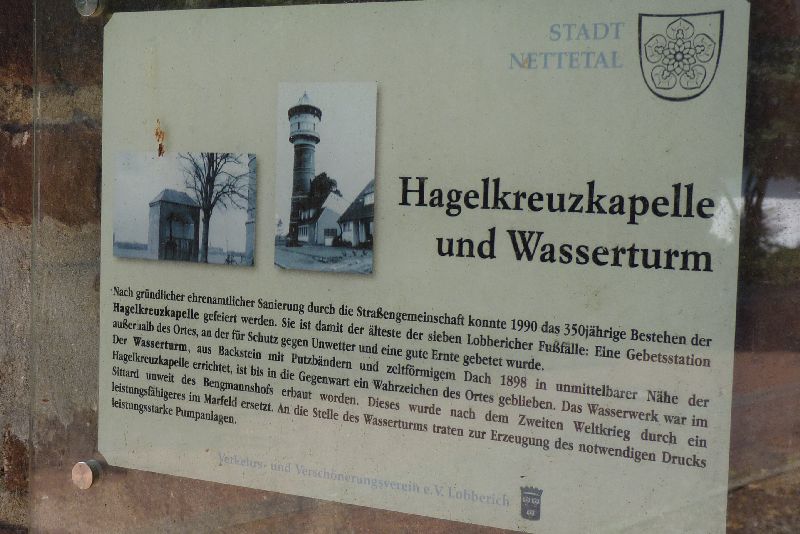 STADT
NETTETAL
Hagelkreuzkapelle
und Wasserturm
Nach gründlicher ehrenamtlicher Sanierung durch die Straßengemeinschaft konnte 1990 das 350jährige Bestehen der
Hagelkreuzkapelle gefeiert werden. Sie ist damit der älteste der sieben Lobbericher Fußfälle: Eine Gebetsstation
außerhalb des Ortes, an der für Schutz gegen Unwetter und eine gute Ernte gebetet wurde.
Der Wasserturm, aus Backstein mit Putzbändern und zeltförmigem Dach 1898 in unmittelbarer Nähe der
Hagelkreuzkapelle errichtet, ist bis in die Gegenwart ein Wahrzeichen des Ortes geblieben. Das Wasserwerk war im
Sittard unweit des Bengmannshofs erbaut worden. Dieses wurde nach dem Zweiten Weltkrieg durch ein
leistungsfähigeres im Marfeld ersetzt. An die Stelle des Wasserturms traten zur Erzeugung des notwendigen Drucks
leistungsstarke Pumpanlagen.
Verkehrs- und Verschönerungsverein e.V. Lobberich